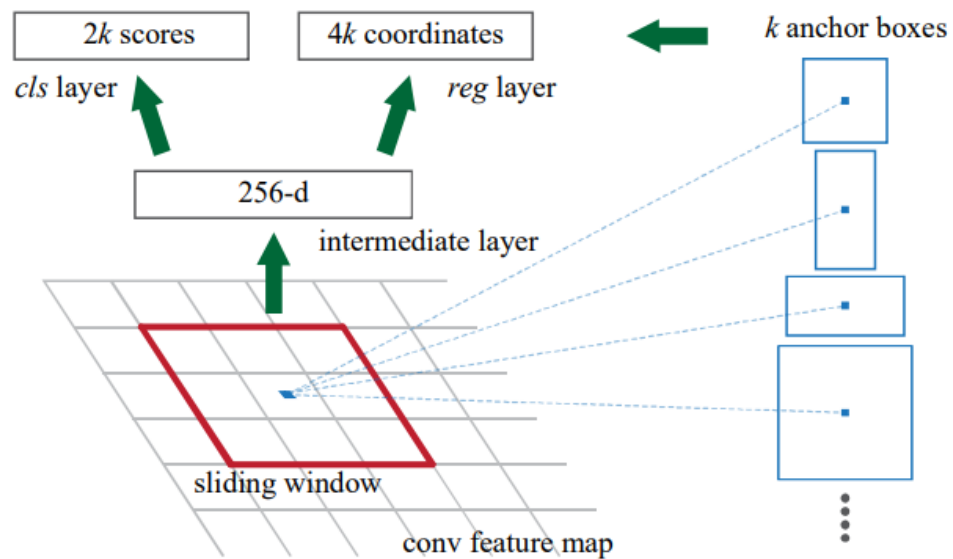 2k scores
4k coordinates
k anchor boxes
cls layer
reg layer
256-d
intermediate layer
sliding window
conv feature map